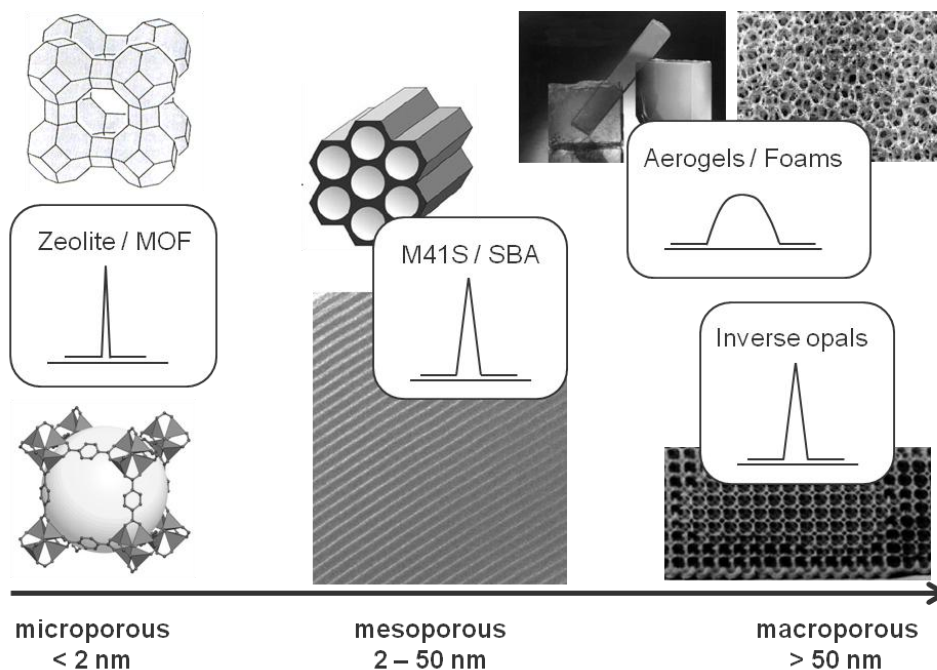 Zeolite / MOF
M41S / SBA
Aerogels / Foams
Inverse opals
microporous
< 2 nm
mesoporous
2 – 50 nm
macroporous
> 50 nm